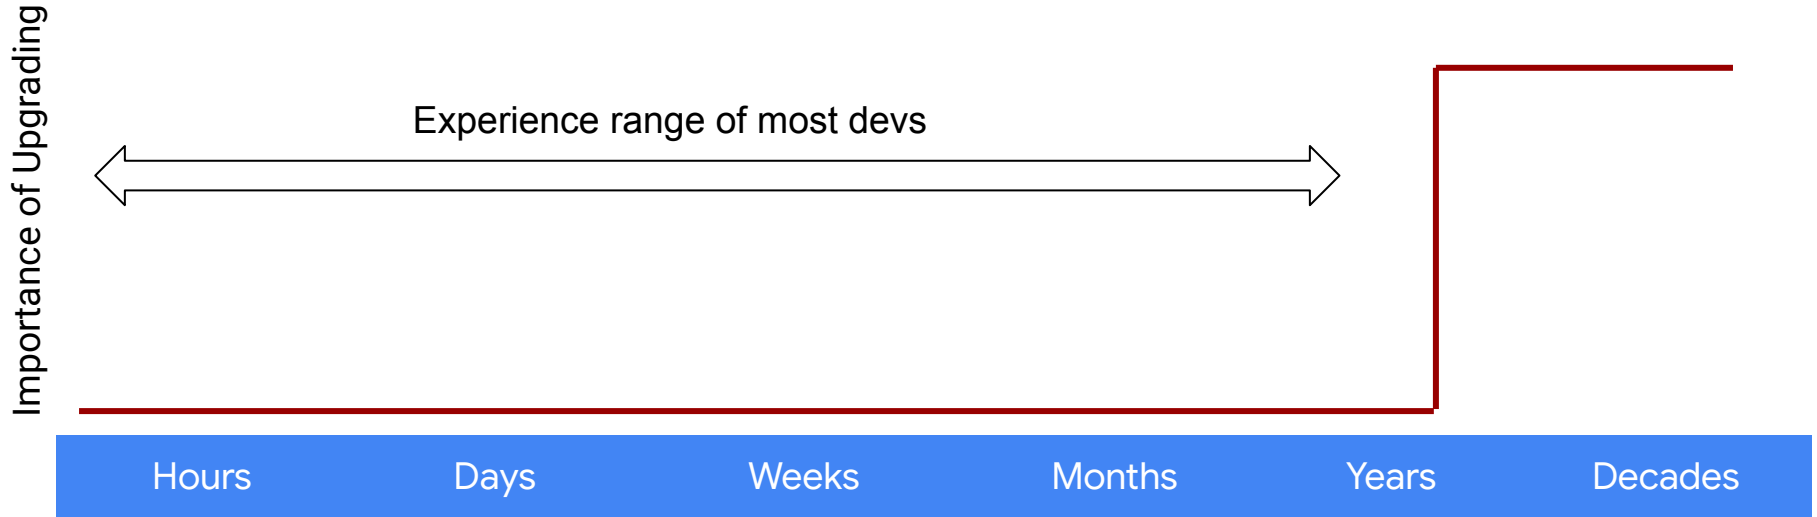 Importance of Upgrading
Experience range of most devs
Hours Days Weeks Months Years Decades